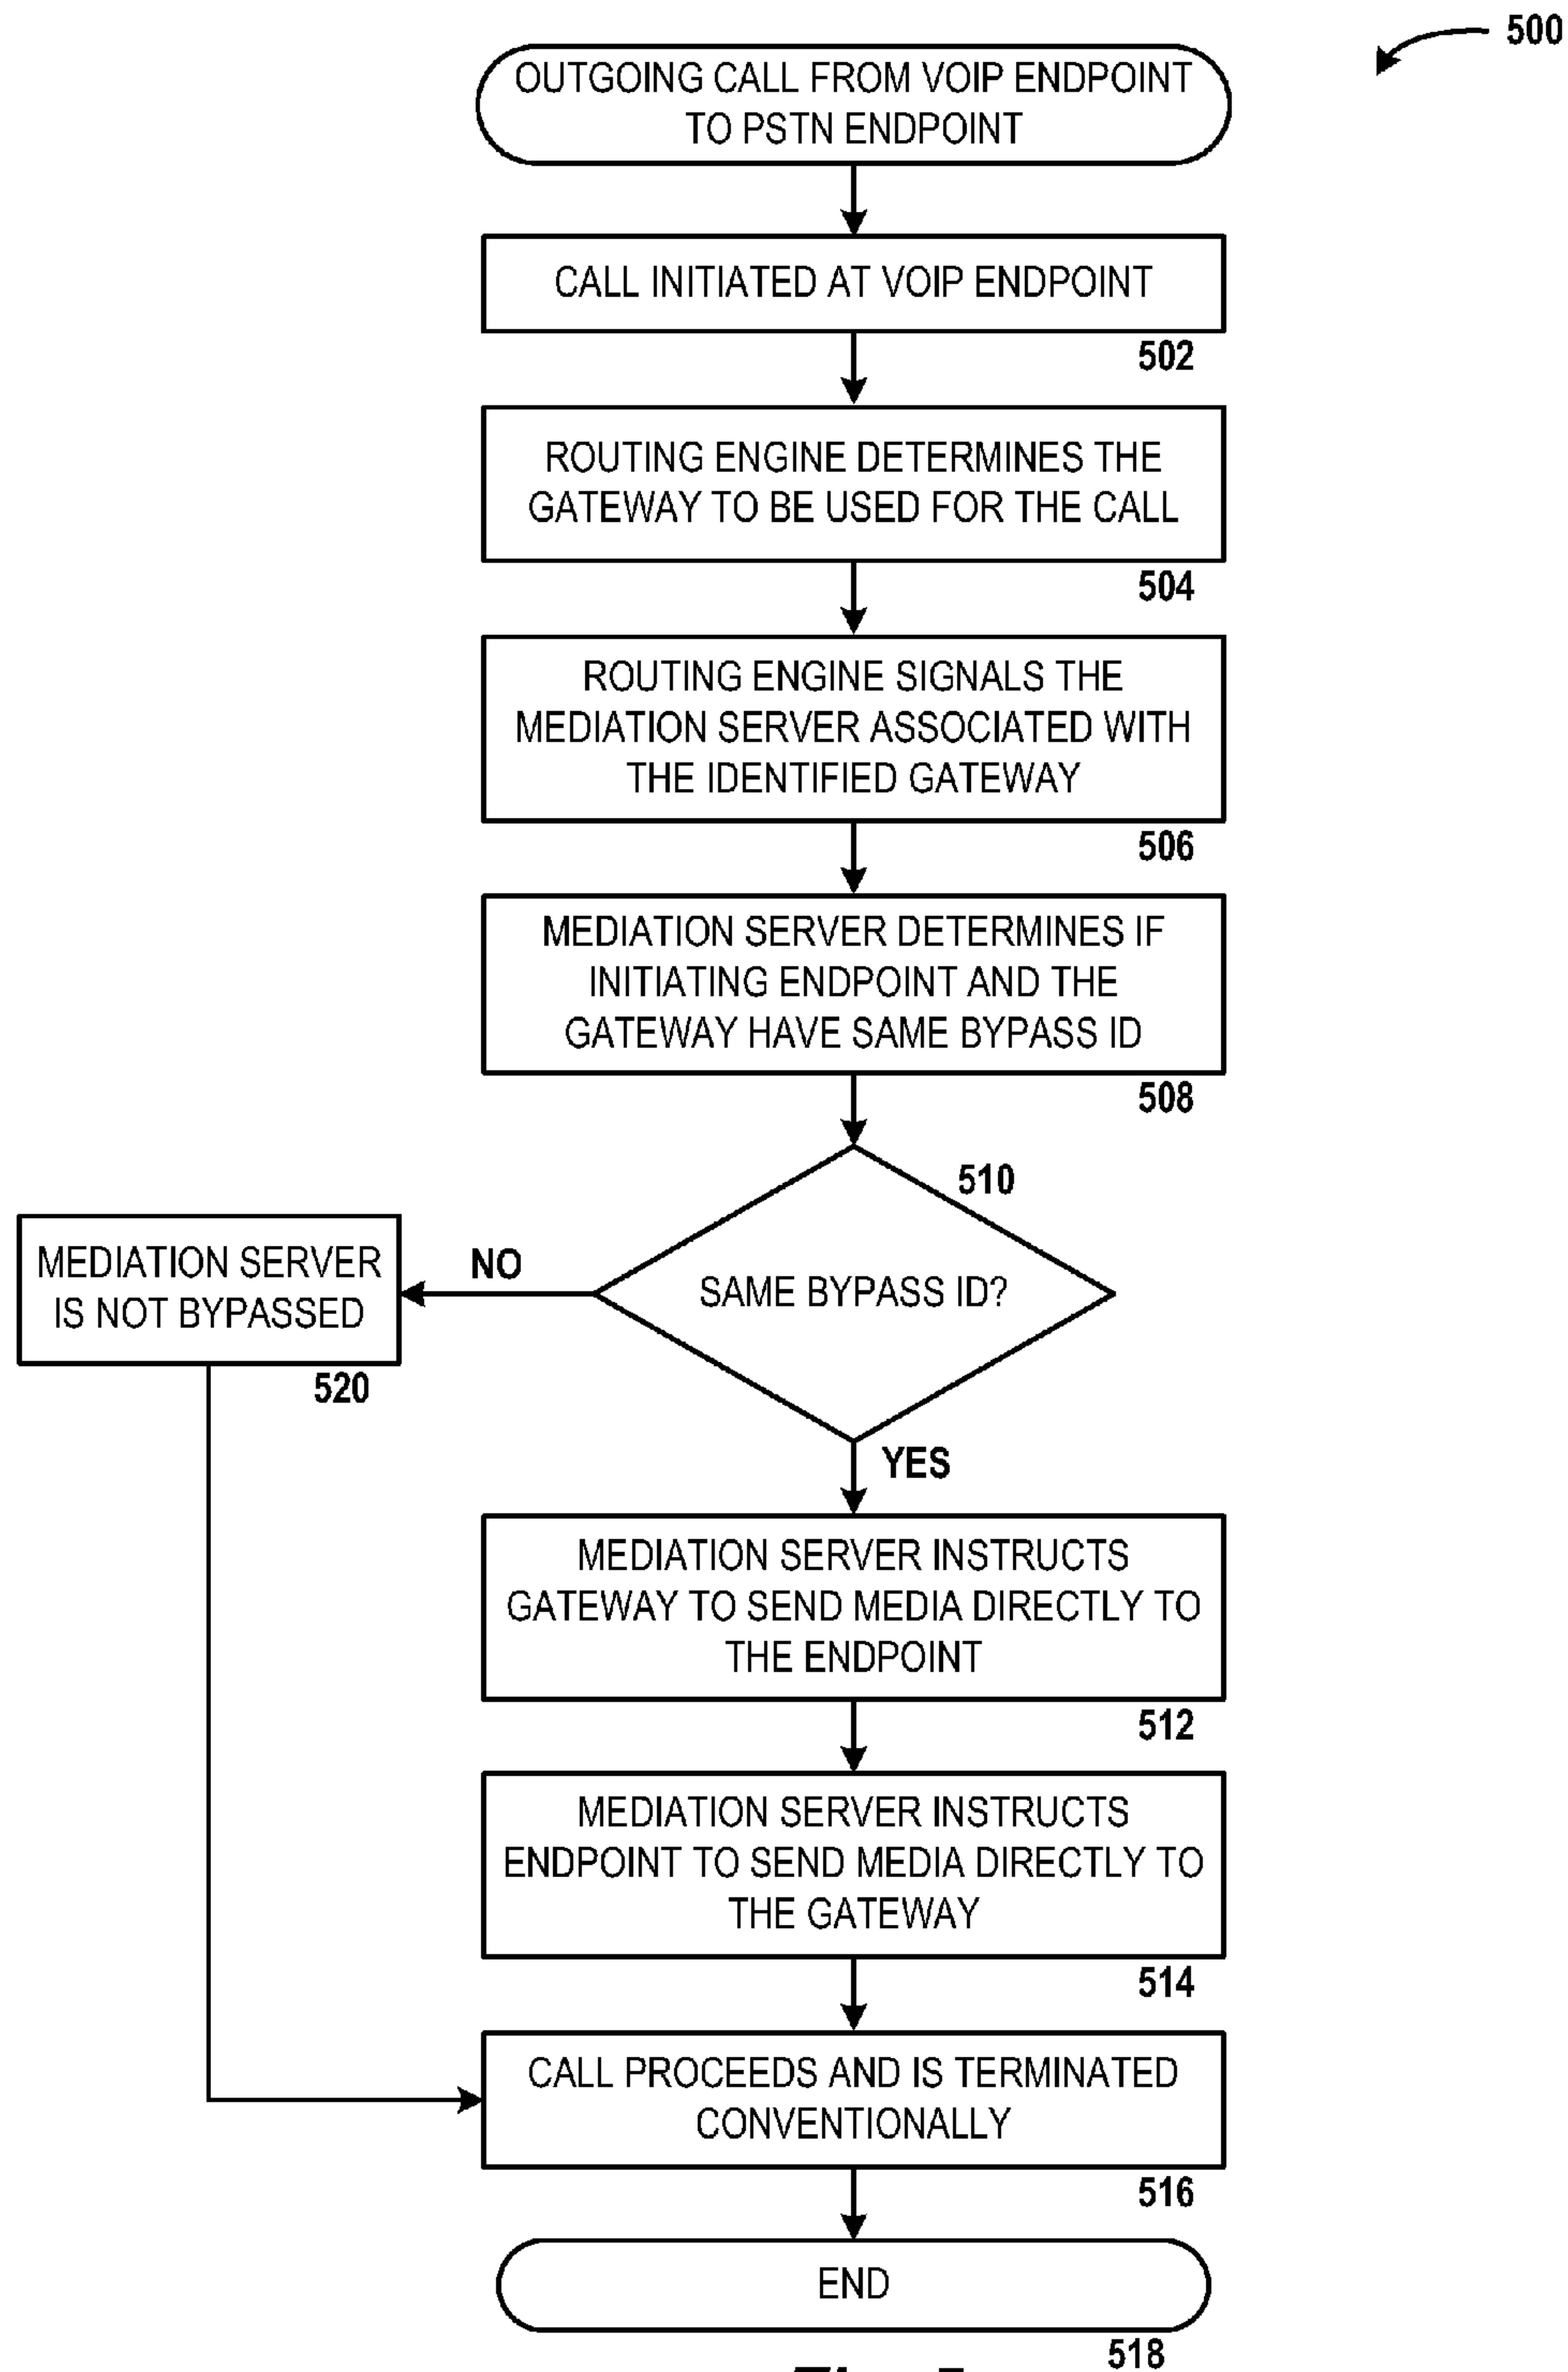 500
OUTGOING CALL FROM VOIP ENDPOINT
TO PSTN ENDPOINT
CALL INITIATED AT VOIP ENDPOINT
502
ROUTING ENGINE DETERMINES THE
GATEWAY TO BE USED FOR THE CALL
504
ROUTING ENGINE SIGNALS THE
MEDIATION SERVER ASSOCIATED WITH
THE IDENTIFIED GATEWAY
506
MEDIATION SERVER DETERMINES IF
INITIATING ENDPOINT AND THE
GATEWAY HAVE SAME BYPASS ID
508
510
SAME BYPASS ID?
NO
MEDIATION SERVER
IS NOT BYPASSED
520
YES
MEDIATION SERVER INSTRUCTS
GATEWAY TO SEND MEDIA DIRECTLY TO
THE ENDPOINT
512
MEDIATION SERVER INSTRUCTS
ENDPOINT TO SEND MEDIA DIRECTLY TO
THE GATEWAY
514
CALL PROCEEDS AND IS TERMINATED
CONVENTIONALLY
516
END
518